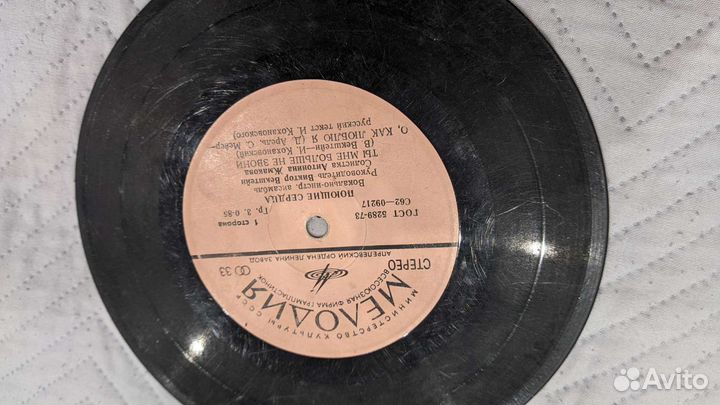 МИНИСТЕРСТВО КУЛЬТУРЫ СССР
МЕЛОДИЯ
ВСЕСОЮЗНАЯ ФИРМА ГРАМПЛАСТИНОК
СТЕРЕО 33
АПРЕЛЕВСКИЙ ОРДЕНА ЛЕНИНА ЗАВОД
ГОСТ 5289-73 1 сторона
С62—09217 Гр. 3. 0-85
ПОЮЩИЕ СЕРДЦА
Вокально-инстр. ансамбль
Руководитель Виктор Векштейн
Солистка Антонина Жмакова
ТЫ МНЕ БОЛЬШЕ НЕ ЗВОНИ
(В. Векштейн—И. Кохановский)
О, КАК ЛЮБЛЮ Я (Д. Арель, С. Мейер—
Русский текст И. Кохановского)
Avito